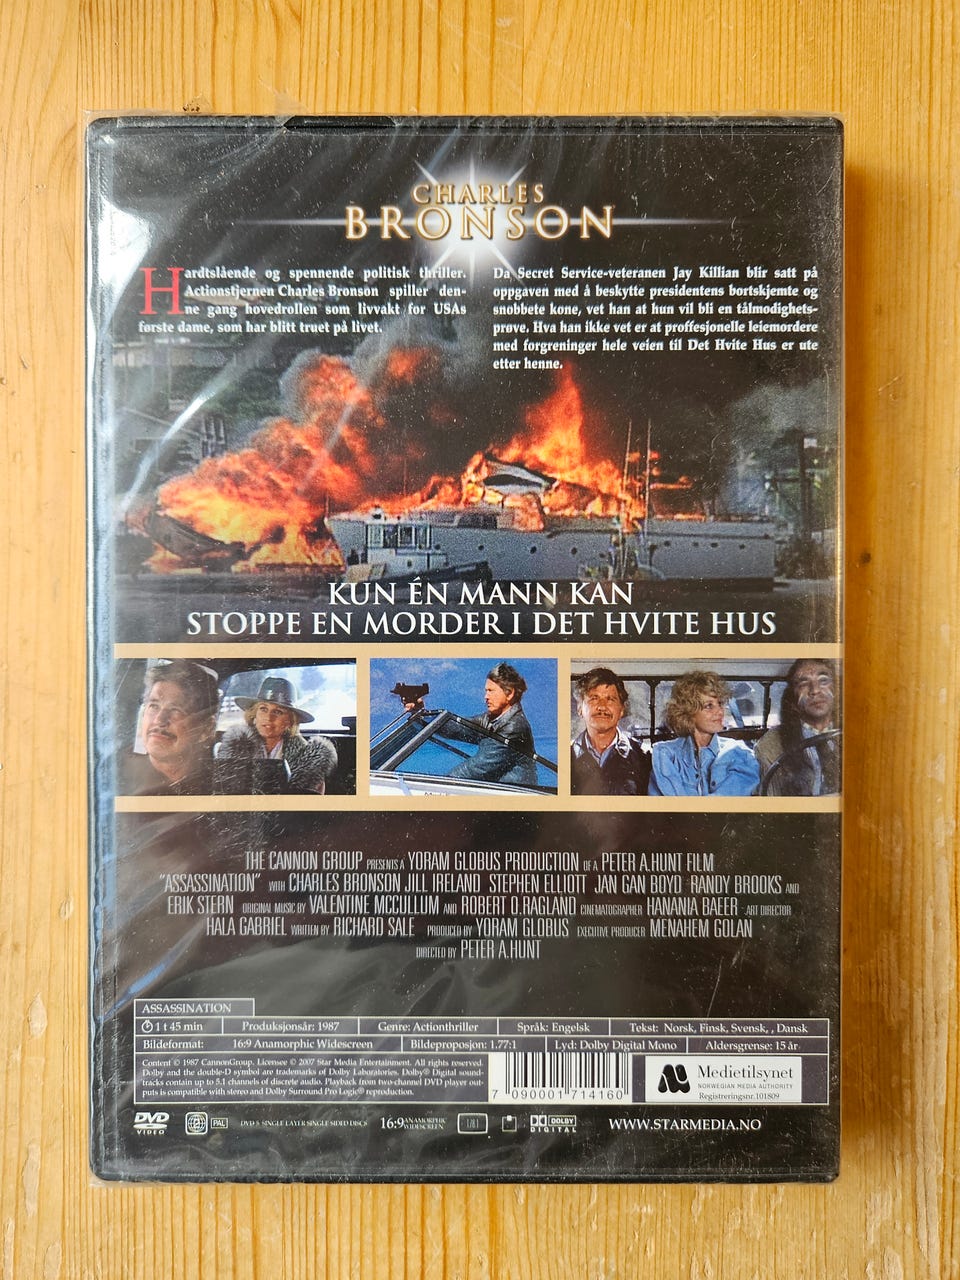 CHARLES
BRONSON
Hardtslående og spennende politisk thriller.
Actionstjernen Charles Bronson spiller den-
ne gang hovedrollen som livvakt for USAs
første dame, som har blitt truet på livet.
Da Secret Service-veteranen Jay Killian blir satt på
oppgaven med å beskytte presidentens bortskjemte og
snobbete kone, vet han at hun vil bli en tålmodighets-
prøve. Hva han ikke vet er at proffesjonelle leiemordere
med forgreninger hele veien til Det Hvite Hus er ute
etter henne.
KUN ÉN MANN KAN
STOPPE EN MORDER I DET HVITE HUS
THE CANNON GROUP PRESENTS A YORAM GLOBUS PRODUCTION OF A PETER A.HUNT FILM
"ASSASSINATION" WITH CHARLES BRONSON JILL IRELAND STEPHEN ELLIOTT JAN GAN BOYD RANDY BROOKS AND
ERIK STERN ORIGINAL MUSIC BY VALENTINE MCCULLUM AND ROBERT O.RAGLAND CINEMATOGRAPHER HANANIA BAEER ART DIRECTOR
HALA GABRIEL WRITTEN BY RICHARD SALE PRODUCED BY YORAM GLOBUS EXECUTIVE PRODUCER MENAHEM GOLAN
DIRECTED BY PETER A.HUNT
ASSASSINATION
1 t 45 min Produksjonsår: 1987 Genre: Actionthriller Språk: Engelsk Tekst: Norsk, Finsk, Svensk, , Dansk
Bildeformat: 16:9 Anamorphic Widescreen Bildeproposjon: 1.77:1 Lyd: Dolby Digital Mono Aldersgrense: 15 år
Content © 1987 CannonGroup. Licensee © 2007 Star Media Entertainment. All rights reserved.
Dolby and the double-D symbol are trademarks of Dolby Laboratories. Dolby® Digital sound-
tracks contain up to 5.1 channels of discrete audio. Playback from two-channel DVD player out-
puts is compatible with stereo and Dolby Surround Pro Logic® reproduction.
7 090001 714160
Medietilsynet
NORWEGIAN MEDIA AUTHORITY
Registreringsnr.101809
DVD VIDEO PAL DVD-5 SINGLE LAYER SINGLE SIDED DISCS 16:9 ANAMORPHIC WIDESCREEN DOLBY DIGITAL WWW.STARMEDIA.NO